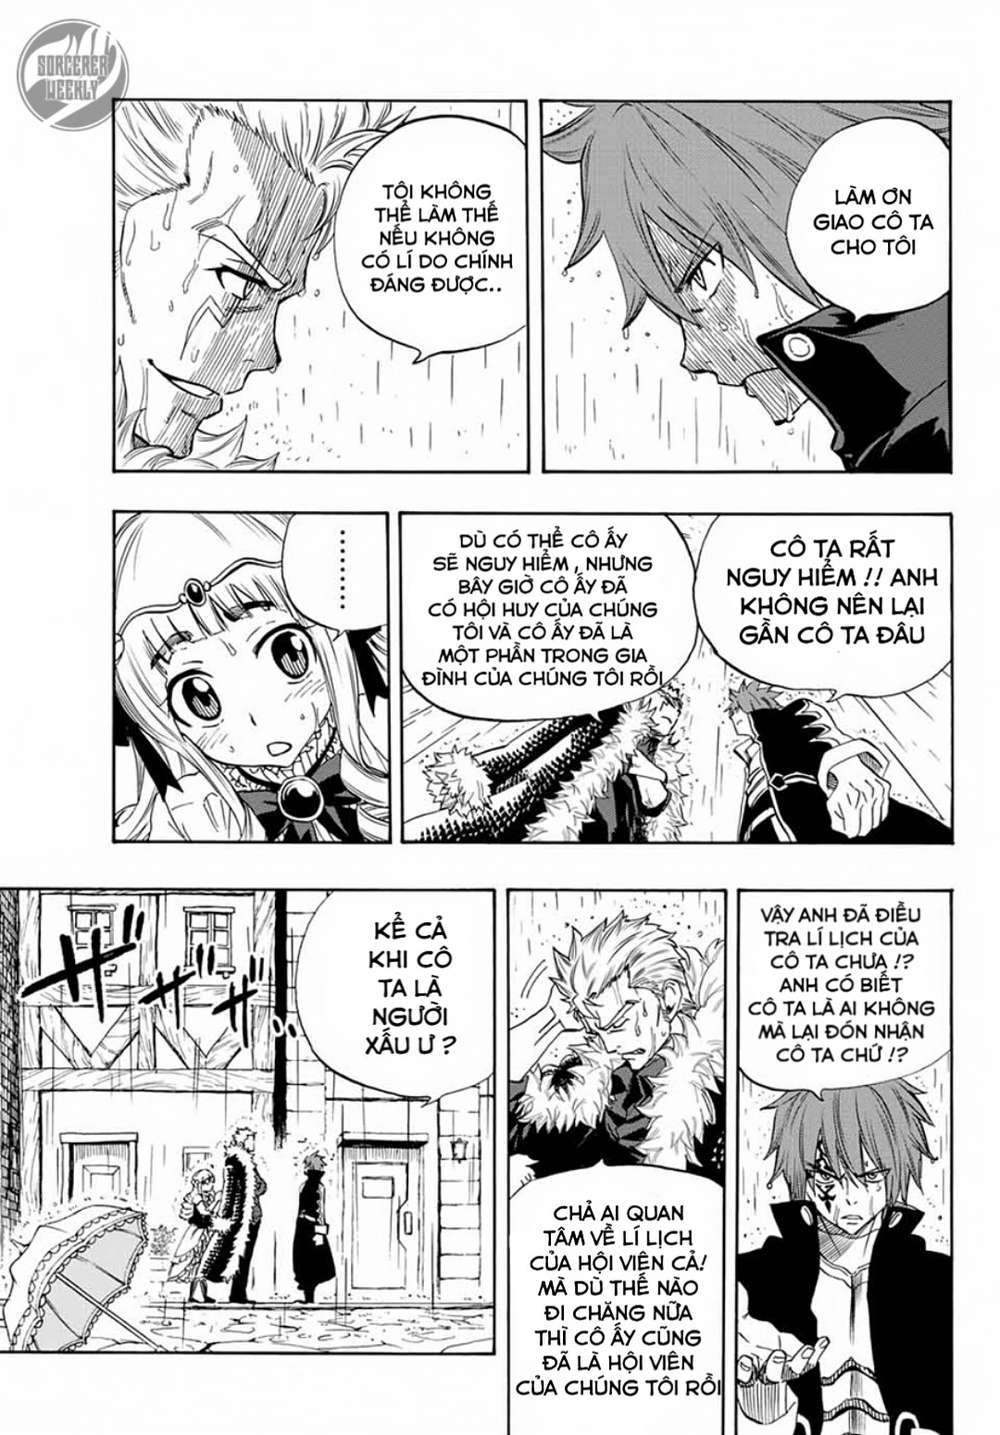 SORCERER
WEEKLY
LÀM ƠN
GIAO CÔ TA
CHO TÔI
TÔI KHÔNG
THỂ LÀM THẾ
NẾU KHÔNG
CÓ LÍ DO CHÍNH
ĐÁNG ĐƯỢC..
CÔ TA RẤT
NGUY HIỂM !! ANH
KHÔNG NÊN LẠI
GẦN CÔ TA ĐÂU
DÙ CÓ THỂ CÔ ẤY
SẼ NGUY HIỂM , NHƯNG
BÂY GIỜ CÔ ẤY ĐÃ
CÓ HỘI HUY CỦA CHÚNG
TÔI VÀ CÔ ẤY ĐÃ LÀ
MỘT PHẦN TRONG GIA
ĐÌNH CỦA CHÚNG TÔI RỒI
.........
VẬY ANH ĐÃ ĐIỀU
TRA LÍ LỊCH CỦA
CÔ TA CHƯA !?
ANH CÓ BIẾT
CÔ TA LÀ AI KHÔNG
MÀ LẠI ĐÓN NHẬN
CÔ TA CHỨ !?
CHẢ AI QUAN
TÂM VỀ LÍ LỊCH
CỦA HỘI VIÊN CẢ!
MÀ DÙ THẾ NÀO
ĐI CHĂNG NỮA
THÌ CÔ ẤY CŨNG
ĐÃ LÀ HỘI VIÊN
CỦA CHÚNG TÔI RỒI
KỂ CẢ
KHI CÔ
TA LÀ
NGƯỜI
XẤU Ư ?
ザザザ...